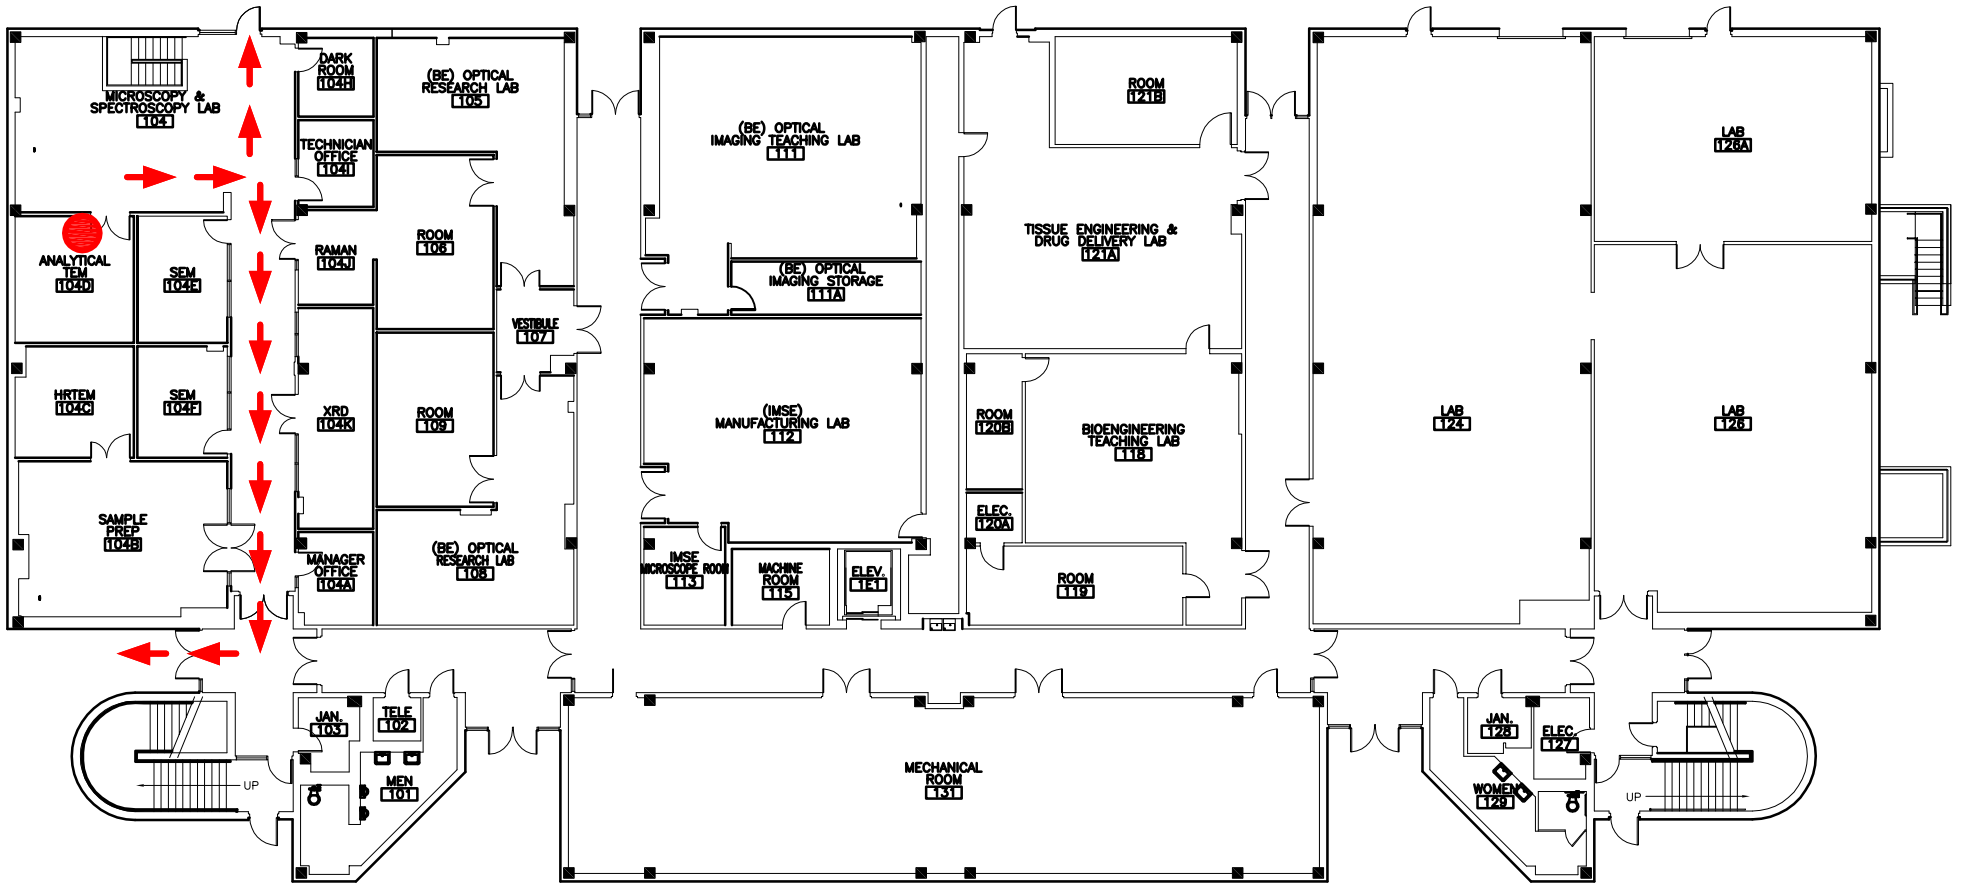 DARK
ROOM
104H
MICROSCOPY &
SPECTROSCOPY LAB
104
(BE) OPTICAL
RESEARCH LAB
105
TECHNICIAN
OFFICE
104I
(BE) OPTICAL
IMAGING TEACHING LAB
111
ROOM
121B
LAB
126A
ANALYTICAL
TEM
104D
SEM
104E
RAMAN
104J
ROOM
106
(BE) OPTICAL
IMAGING STORAGE
111A
TISSUE ENGINEERING &
DRUG DELIVERY LAB
121A
VESTIBULE
107
HRTEM
104C
SEM
104F
XRD
104K
ROOM
109
(IMSE)
MANUFACTURING LAB
112
ROOM
120B
BIOENGINEERING
TEACHING LAB
118
LAB
124
LAB
126
SAMPLE
PREP
104B
MANAGER
OFFICE
104A
(BE) OPTICAL
RESEARCH LAB
108
IMSE
MICROSCOPE ROOM
113
MACHINE
ROOM
115
ELEV.
1E1
ELEC.
120A
ROOM
119
JAN.
103
TELE
102
MEN
101
UP
MECHANICAL
ROOM
131
JAN.
128
ELEC.
127
WOMEN
129
UP